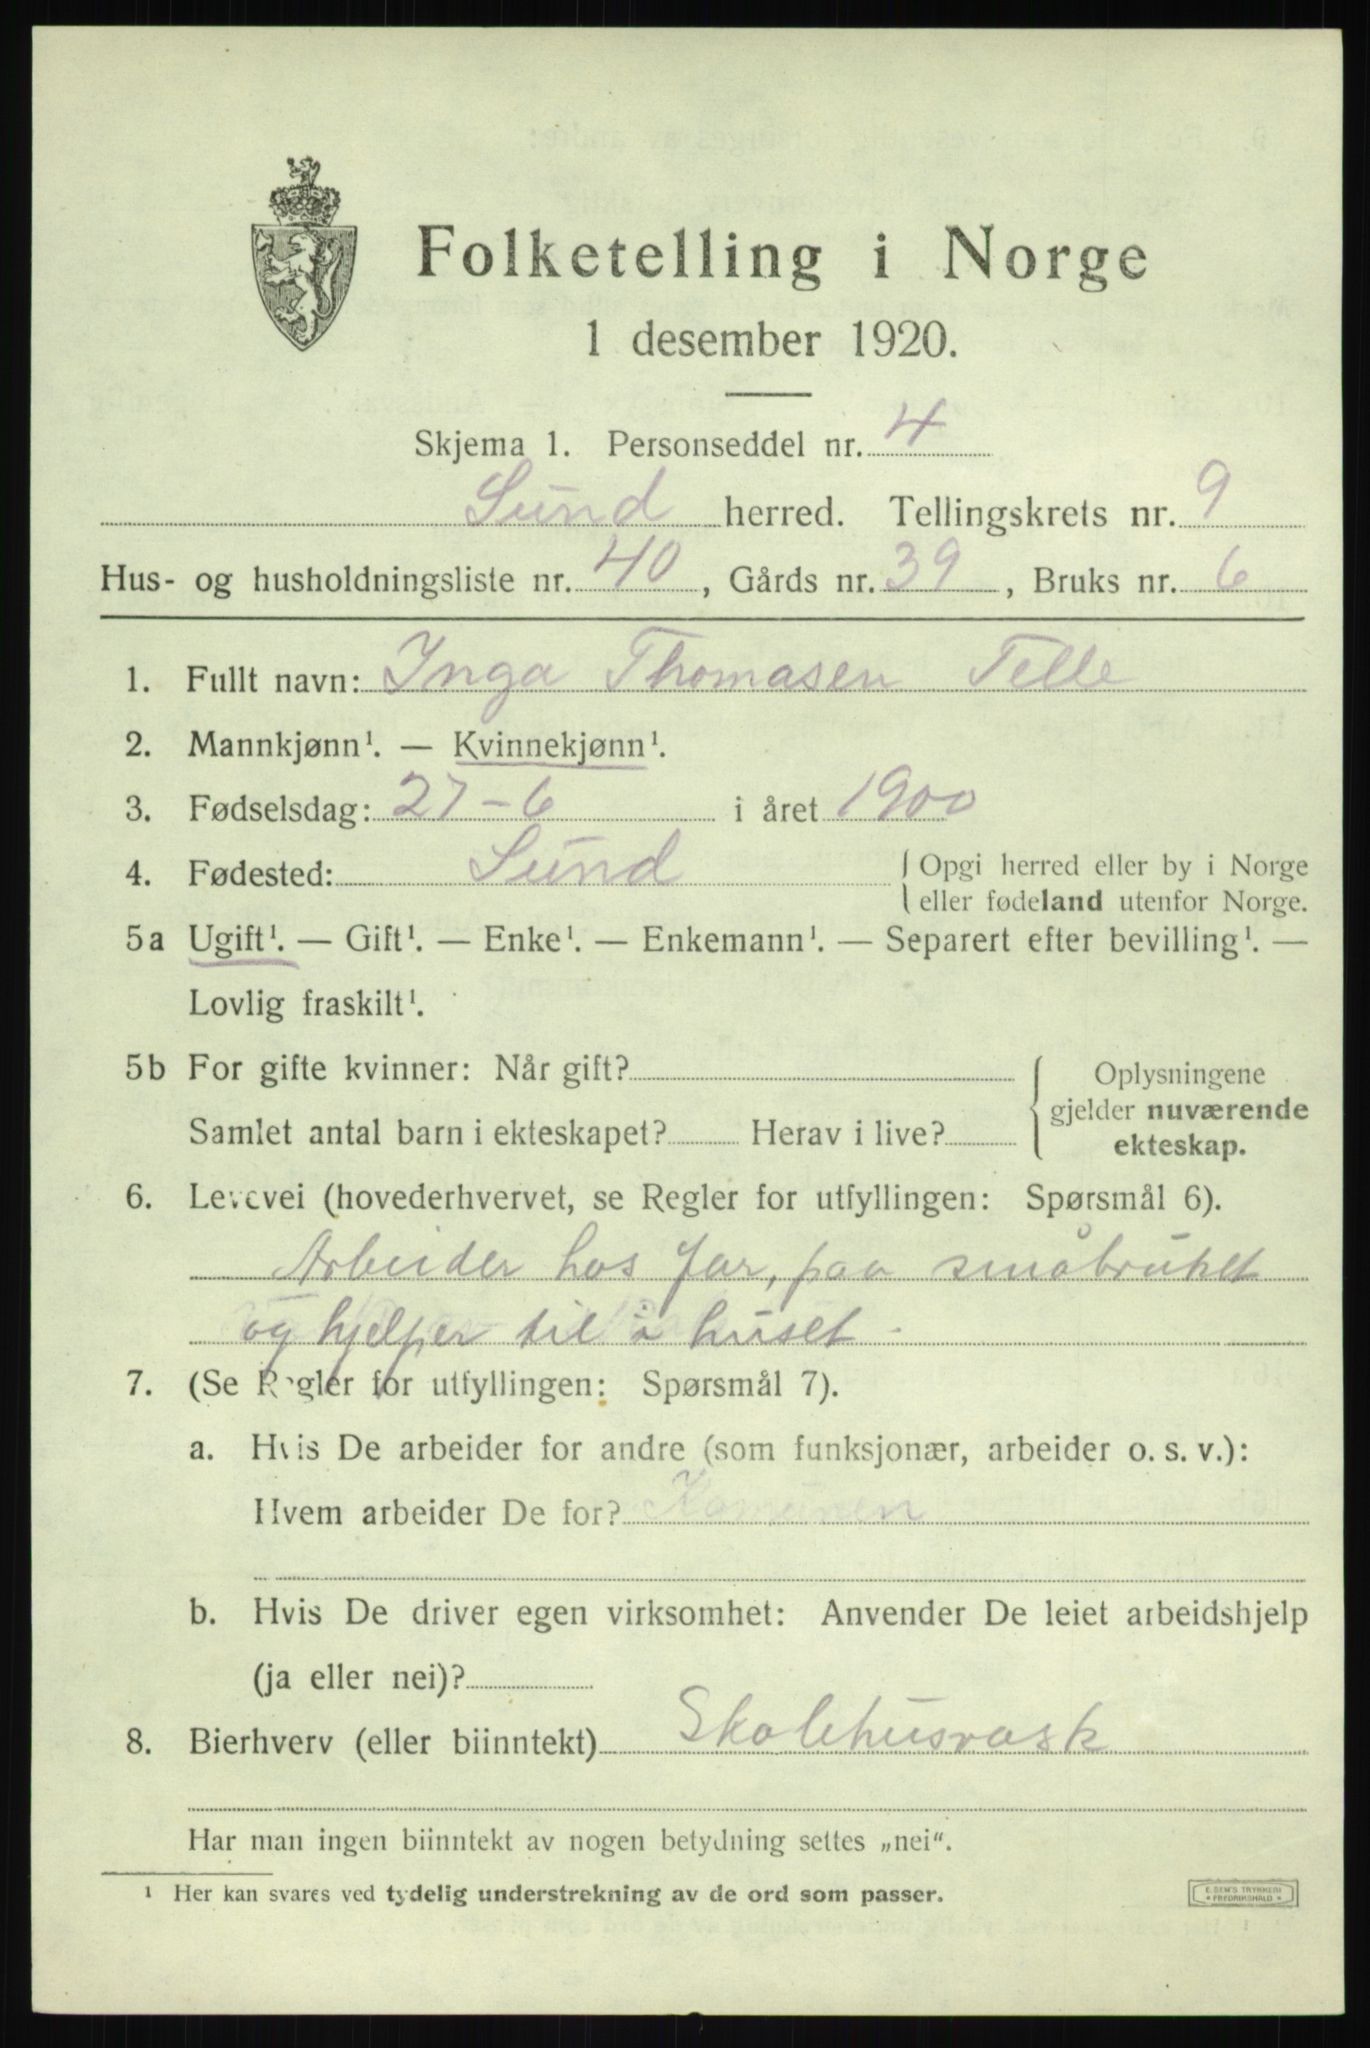 Folketelling i Norge
1 desember 1920.
Skjema 1. Personseddel nr. 4
Sund herred. Tellingskrets nr. 9
Hus- og husholdningsliste nr. 40, Gårds nr. 39, Bruks nr. 6
1. Fullt navn: Inga Thomasen Telle
2. Mannkjønn¹. — Kvinnekjønn¹.
3. Fødselsdag: 27-6 i året 1900
4. Fødested: Sund { Opgi herred eller by i Norge
eller fødeland utenfor Norge.
5a Ugift¹. — Gift¹. — Enke¹. — Enkemann¹. — Separert efter bevilling¹. —
Lovlig fraskilt¹.
5b For gifte kvinner: Når gift? { Oplysningene
gjelder nuværende
Samlet antal barn i ekteskapet? Herav i live?
ekteskap.
6. Levevei (hovederhvervet, se Regler for utfyllingen: Spørsmål 6).
Arbeider hos far, paa småbruket
og hjelper til i huset -
7. (Se Regler for utfyllingen: Spørsmål 7).
a. Hvis De arbeider for andre (som funksjonær, arbeider o. s. v.):
Hvem arbeider De for? Komunen
b. Hvis De driver egen virksomhet: Anvender De leiet arbeidshjelp
(ja eller nei)?
8. Bierhverv (eller biinntekt) Skolehusvask
Har man ingen biinntekt av nogen betydning settes „nei".
¹ Her kan svares ved tydelig understrekning av de ord som passer.
E. SEM'S TRYKKERI
FREDRIKSHALD